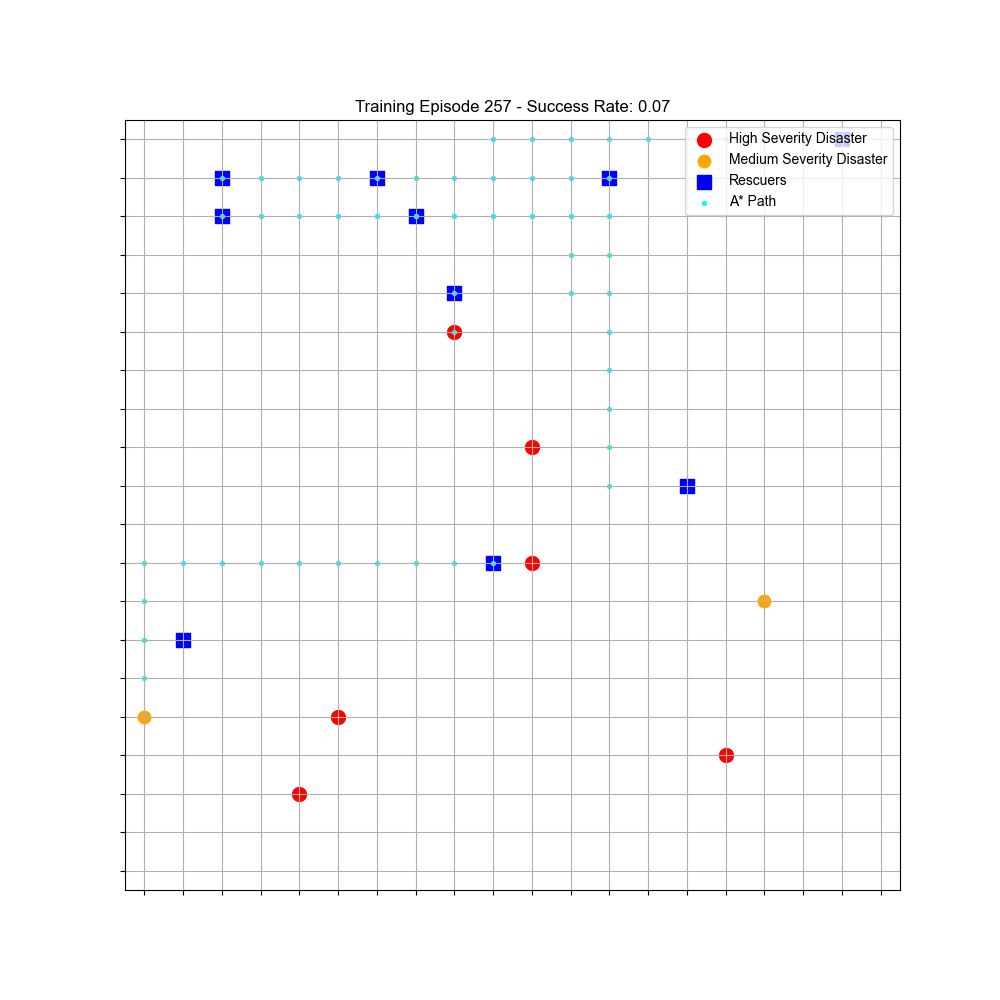 Training Episode 257 - Success Rate: 0.07
High Severity Disaster
Medium Severity Disaster
Rescuers
A* Path